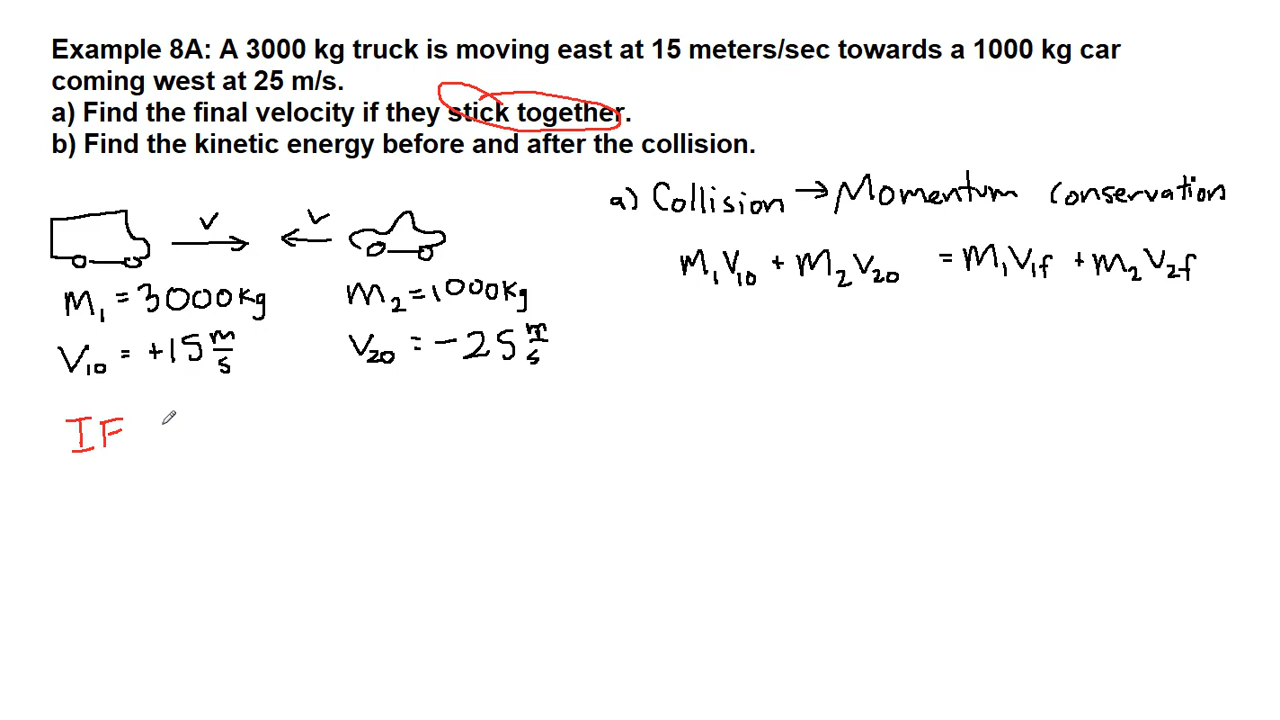 Example 8A: A 3000 kg truck is moving east at 15 meters/sec towards a 1000 kg car
coming west at 25 m/s.
a) Find the final velocity if they stick together.
b) Find the kinetic energy before and after the collision.
a) Collision → Momentum conservation
V V
M₁V₁₀ + M₂V₂₀ = M₁V₁f + M₂V₂f
M₁ = 3000kg M₂ = 1000kg
V₁₀ = +15 m/s V₂₀ = -25 m/s
IF